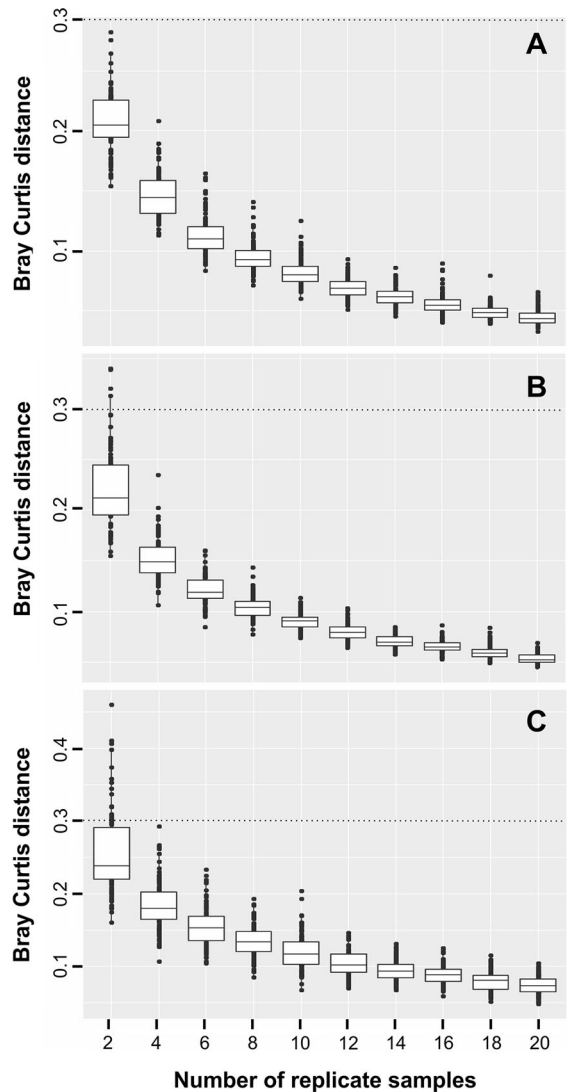 A
Bray Curtis distance
0.3
0.2
0.1
B
Bray Curtis distance
0.3
0.2
0.1
C
Bray Curtis distance
0.4
0.3
0.2
0.1
2 4 6 8 10 12 14 16 18 20
Number of replicate samples